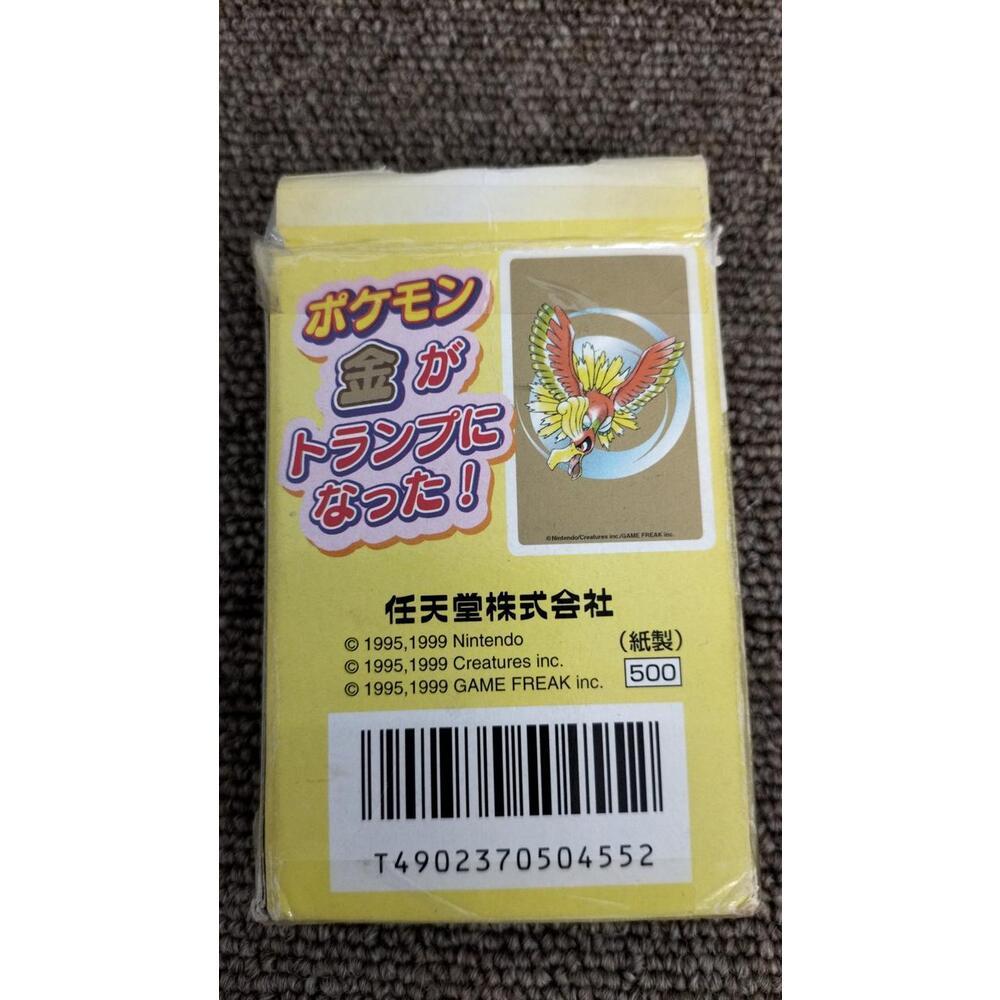 ポケモン
金が
トランプに
なった!
©Nintendo/Creatures inc./GAME FREAK inc.
任天堂株式会社
© 1995,1999 Nintendo
© 1995,1999 Creatures inc.
© 1995,1999 GAME FREAK inc.
(紙製)
500
T4902370504552